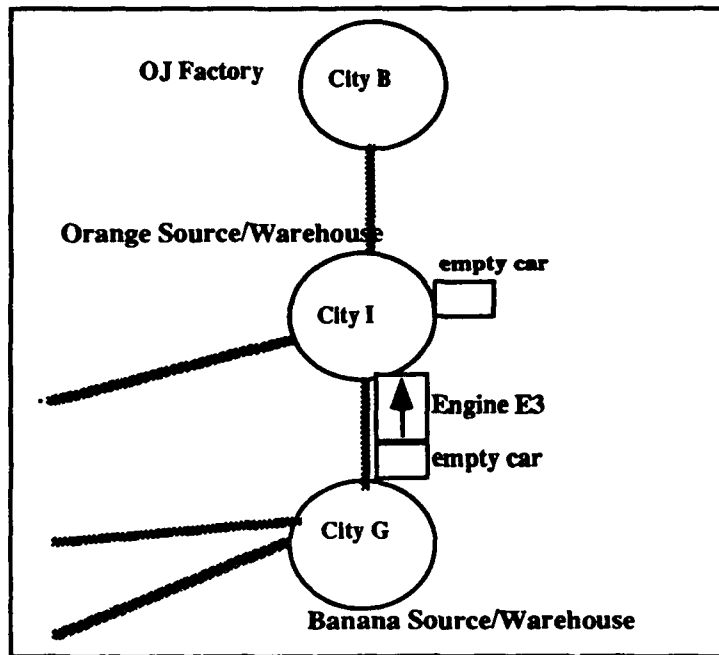 OJ Factory
City B
Orange Source/Warehouse
empty car
City I
Engine E3
empty car
City G
Banana Source/Warehouse